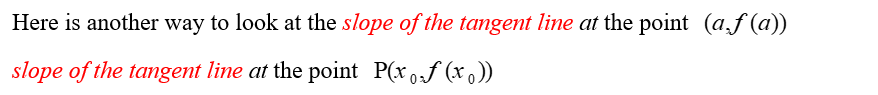 Here is another way to look at the slope of the tangent line at the point (a,f (a))
slope of the tangent line at the point P(x₀,f (x₀))